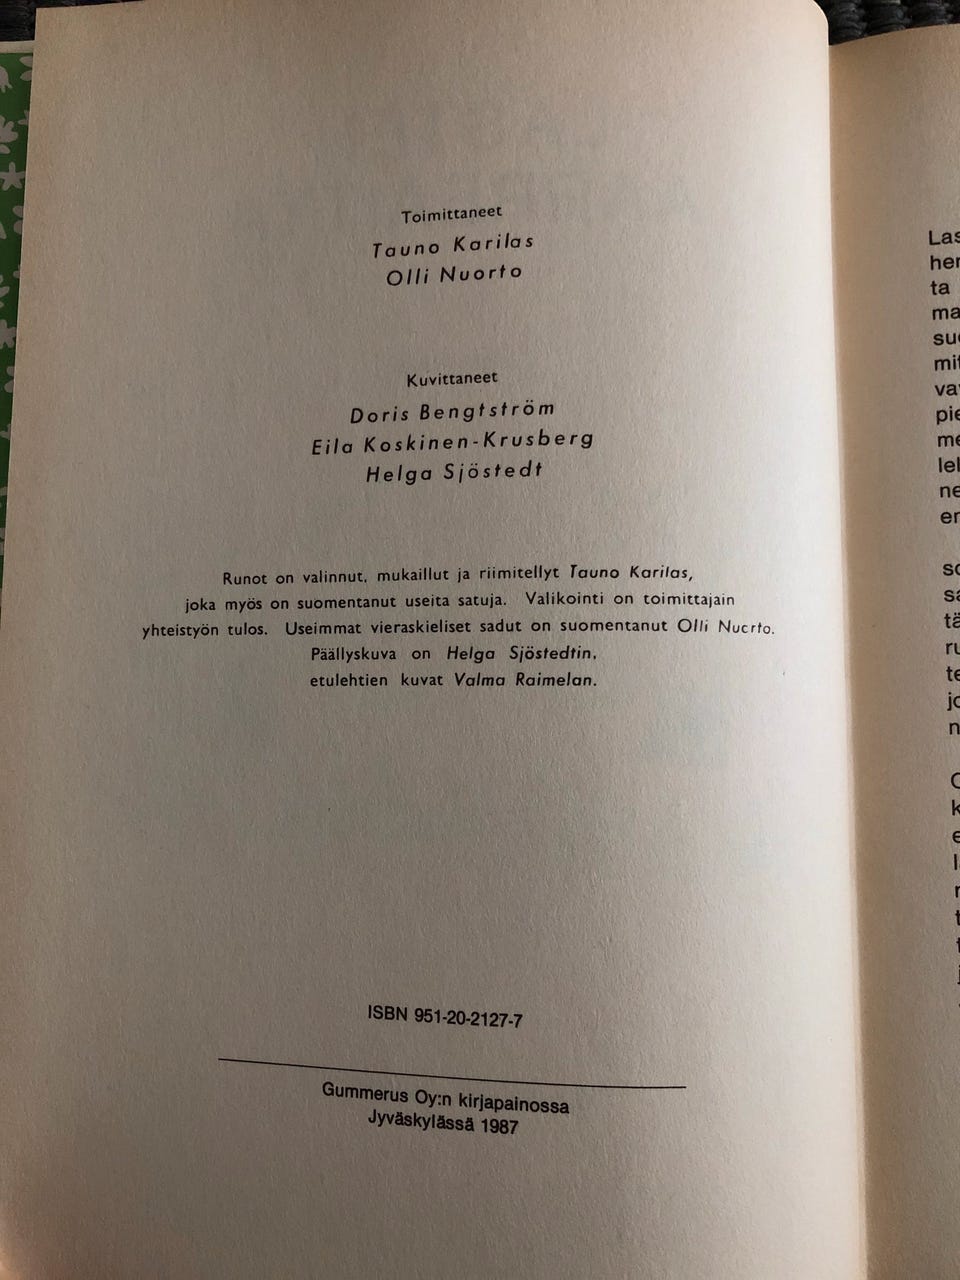 Toimittaneet
Tauno Karilas
Olli Nuorto
Kuvittaneet
Doris Bengtström
Eila Koskinen-Krusberg
Helga Sjöstedt
Runot on valinnut, mukaillut ja riimitellyt Tauno Karilas,
joka myös on suomentanut useita satuja. Valikointi on toimittajain
yhteistyön tulos. Useimmat vieraskieliset sadut on suomentanut Olli Nucrto.
Päällyskuva on Helga Sjöstedtin,
etulehtien kuvat Valma Raimelan.
ISBN 951-20-2127-7
Gummerus Oy:n kirjapainossa
Jyväskylässä 1987